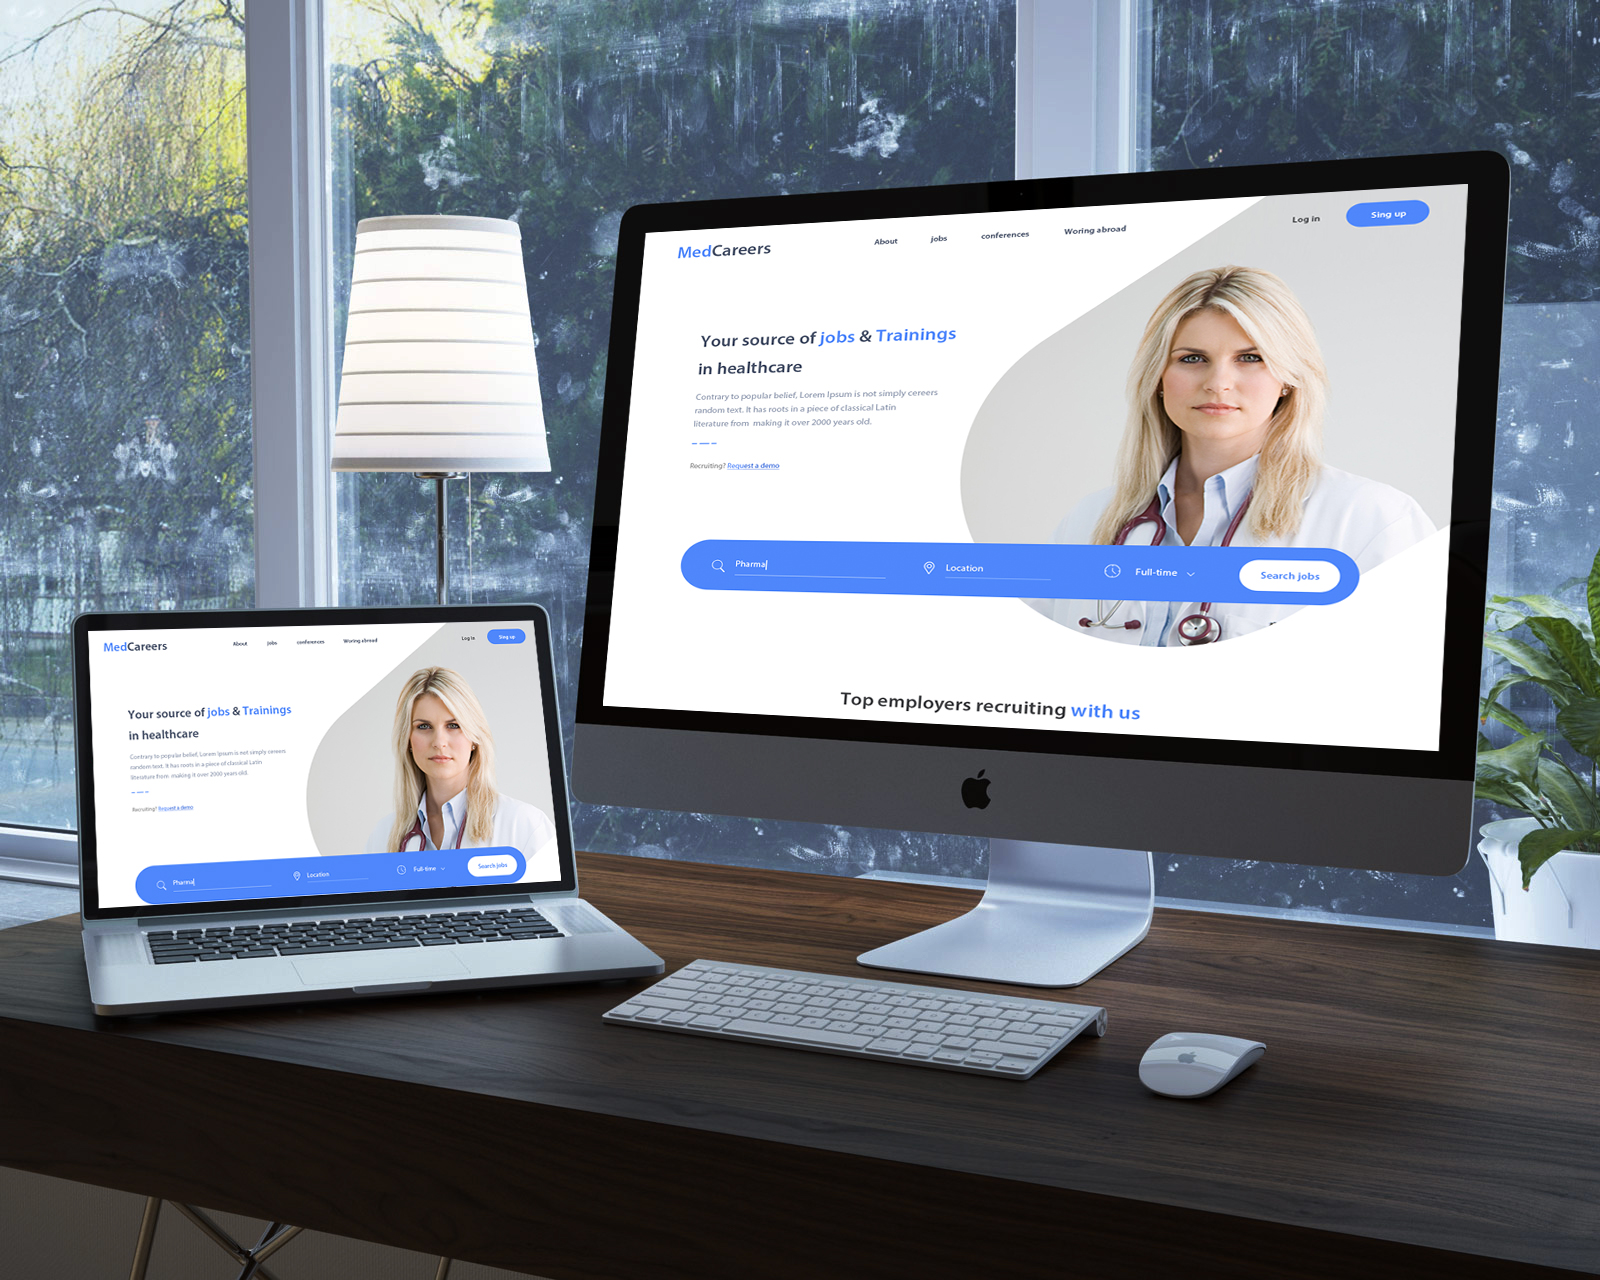 MedCareers
About jobs conferences Woring abroad
Log in Sing up
Your source of jobs & Trainings
in healthcare
Contrary to popular belief, Lorem Ipsum is not simply cereers
random text. It has roots in a piece of classical Latin
literature from making it over 2000 years old.
Recruiting? Request a demo
Pharma Location Full-time Search jobs
Top employers recruiting with us
MedCareers
About jobs conferences Woring abroad
Log in Sing up
Your source of jobs & Trainings
in healthcare
Contrary to popular belief, Lorem Ipsum is not simply cereers
random text. It has roots in a piece of classical Latin
literature from making it over 2000 years old.
Recruiting? Request a demo
Pharma Location Full-time Search jobs